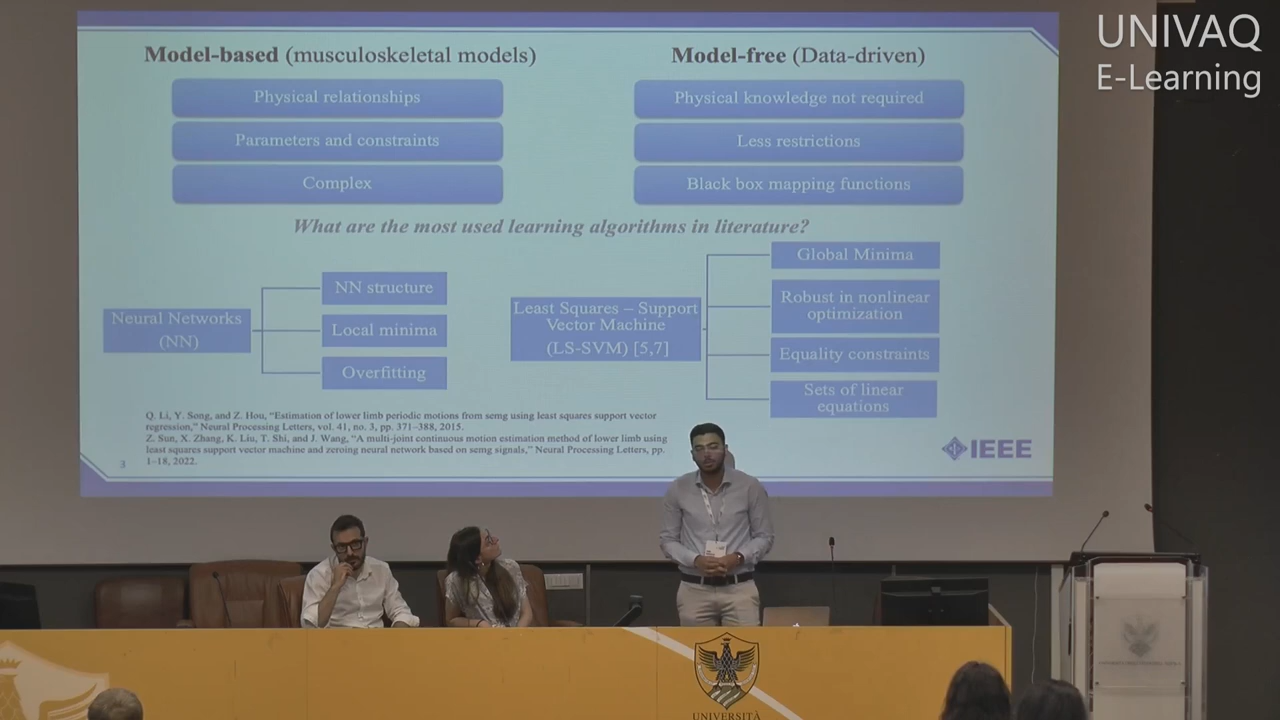 UNIVAQ
E-Learning
Model-based (musculoskeletal models)
Physical relationships
Parameters and constraints
Complex
Model-free (Data-driven)
Physical knowledge not required
Less restrictions
Black box mapping functions
What are the most used learning algorithms in literature?
Neural Networks
(NN)
NN structure
Local minima
Overfitting
Least Squares – Support
Vector Machine
(LS-SVM) [5,7]
Global Minima
Robust in nonlinear
optimization
Equality constraints
Sets of linear
equations
Q. Li, Y. Song, and Z. Hou, “Estimation of lower limb periodic motions from semg using least squares support vector
regression,” Neural Processing Letters, vol. 41, no. 3, pp. 371–388, 2015.
Z. Sun, X. Zhang, K. Liu, T. Shi, and J. Wang, “A multi-joint continuous motion estimation method of lower limb using
least squares support vector machine and zeroing neural network based on semg signals,” Neural Processing Letters, pp.
1–18, 2022.
3
IEEE
UNIVERSITÀ